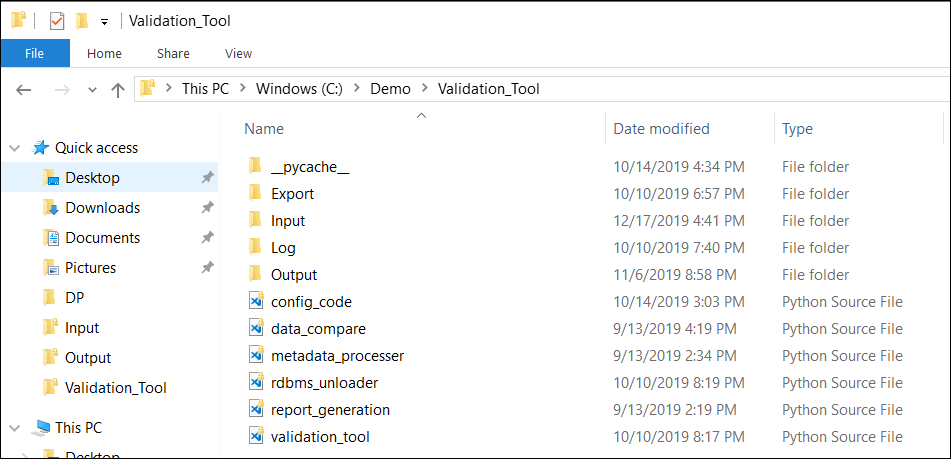 Validation_Tool
File Home Share View
This PC Windows (C:) Demo Validation_Tool
Name Date modified Type
Quick access
Desktop
Downloads
Documents
Pictures
DP
Input
Output
Validation_Tool
This PC
Desktop
__pycache__ 10/14/2019 4:34 PM File folder
Export 10/10/2019 6:57 PM File folder
Input 12/17/2019 4:41 PM File folder
Log 10/10/2019 7:40 PM File folder
Output 11/6/2019 8:58 PM File folder
config_code 10/14/2019 3:03 PM Python Source File
data_compare 9/13/2019 4:19 PM Python Source File
metadata_processer 9/13/2019 2:34 PM Python Source File
rdbms_unloader 10/10/2019 8:19 PM Python Source File
report_generation 9/13/2019 2:19 PM Python Source File
validation_tool 10/10/2019 8:17 PM Python Source File